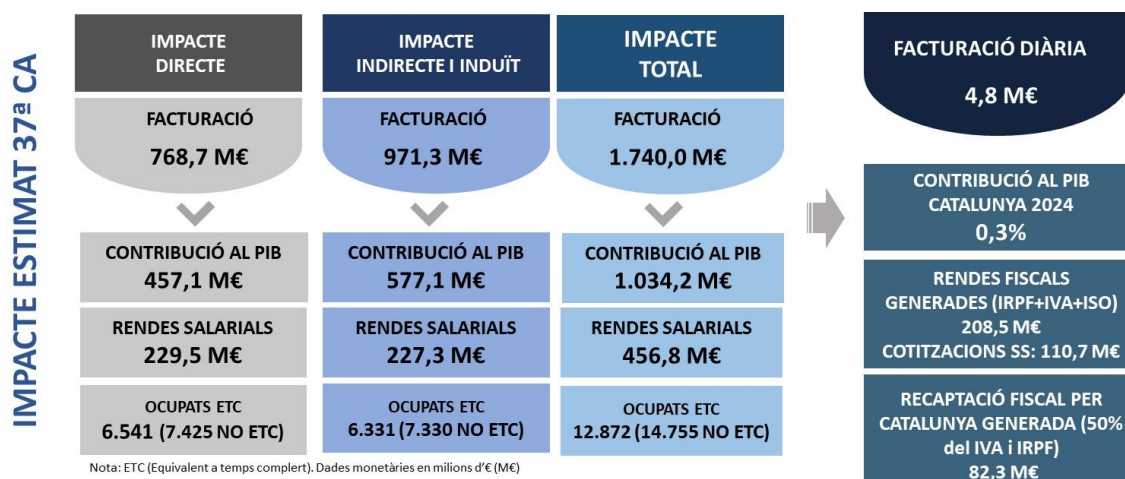 IMPACTE ESTIMAT 37ª CA
IMPACTE
DIRECTE
FACTURACIÓ
768,7 M€
CONTRIBUCIÓ AL PIB
457,1 M€
RENDES SALARIALS
229,5 M€
OCUPATS ETC
6.541 (7.425 NO ETC)
IMPACTE
INDIRECTE I INDUÏT
FACTURACIÓ
971,3 M€
CONTRIBUCIÓ AL PIB
577,1 M€
RENDES SALARIALS
227,3 M€
OCUPATS ETC
6.331 (7.330 NO ETC)
IMPACTE
TOTAL
FACTURACIÓ
1.740,0 M€
CONTRIBUCIÓ AL PIB
1.034,2 M€
RENDES SALARIALS
456,8 M€
OCUPATS ETC
12.872 (14.755 NO ETC)
FACTURACIÓ DIÀRIA
4,8 M€
CONTRIBUCIÓ AL PIB
CATALUNYA 2024
0,3%
RENDES FISCALS
GENERADES (IRPF+IVA+ISO)
208,5 M€
COTITZACIONS SS: 110,7 M€
RECAPTACIÓ FISCAL PER
CATALUNYA GENERADA (50%
del IVA i IRPF)
82,3 M€
Nota: ETC (Equivalent a temps complert). Dades monetàries en milions d’€ (M€)